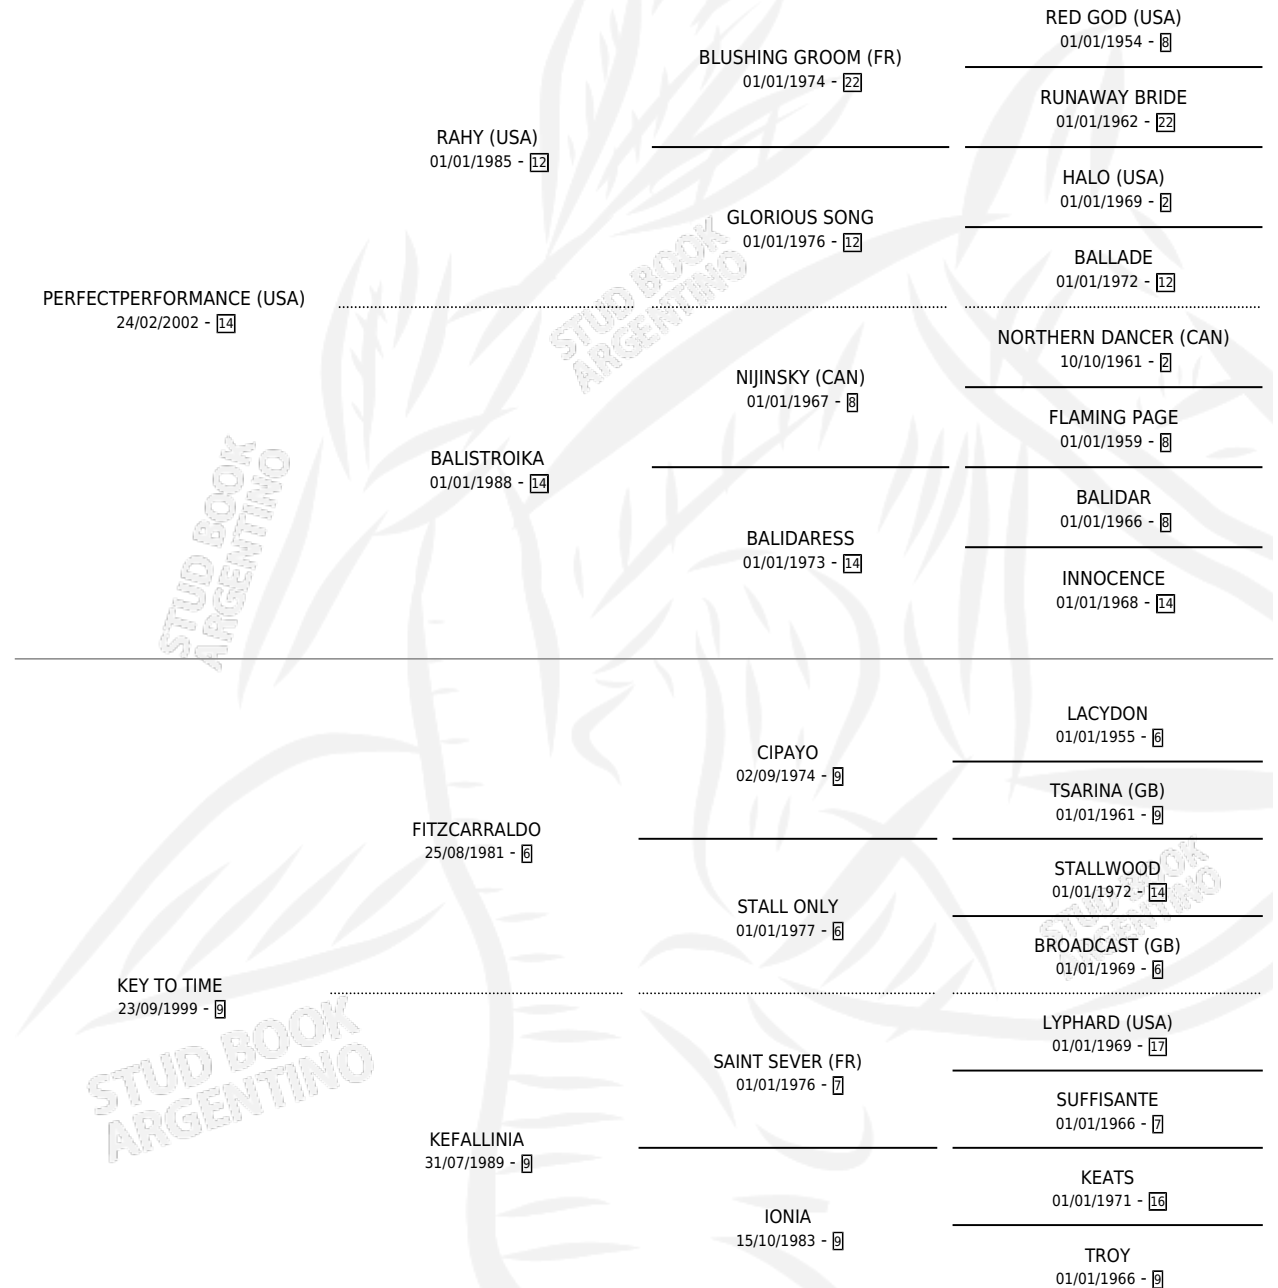 RED GOD (USA)
01/01/1954 - 8
BLUSHING GROOM (FR)
01/01/1974 - 22
RUNAWAY BRIDE
01/01/1962 - 22
RAHY (USA)
01/01/1985 - 12
HALO (USA)
01/01/1969 - 2
GLORIOUS SONG
01/01/1976 - 12
BALLADE
01/01/1972 - 12
PERFECTPERFORMANCE (USA)
24/02/2002 - 14
STUD BOOK
ARGENTINO
NORTHERN DANCER (CAN)
10/10/1961 - 2
NIJINSKY (CAN)
01/01/1967 - 8
FLAMING PAGE
01/01/1959 - 8
BALISTROIKA
01/01/1988 - 14
BALIDAR
01/01/1966 - 8
BALIDARESS
01/01/1973 - 14
INNOCENCE
01/01/1968 - 14
STUD BOOK
ARGENTINO
LACYDON
01/01/1955 - 6
CIPAYO
02/09/1974 - 9
TSARINA (GB)
01/01/1961 - 9
FITZCARRALDO
25/08/1981 - 6
STALLWOOD
01/01/1972 - 14
STALL ONLY
01/01/1977 - 6
BROADCAST (GB)
01/01/1969 - 6
STUD BOOK
ARGENTINO
KEY TO TIME
23/09/1999 - 9
LYPHARD (USA)
01/01/1969 - 17
SAINT SEVER (FR)
01/01/1976 - 7
SUFFISANTE
01/01/1966 - 7
STUD BOOK
ARGENTINO
KEFALLINIA
31/07/1989 - 9
KEATS
01/01/1971 - 16
IONIA
15/10/1983 - 9
TROY
01/01/1966 - 9